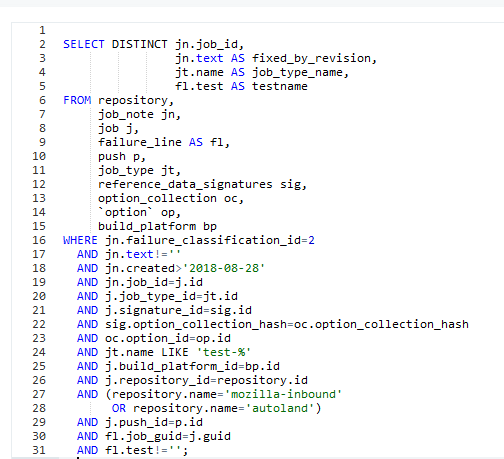 1
2 SELECT DISTINCT jn.job_id,
3 jn.text AS fixed_by_revision,
4 jt.name AS job_type_name,
5 fl.test AS testname
6 FROM repository,
7 job_note jn,
8 job j,
9 failure_line AS fl,
10 push p,
11 job_type jt,
12 reference_data_signatures sig,
13 option_collection oc,
14 `option` op,
15 build_platform bp
16 WHERE jn.failure_classification_id=2
17 AND jn.text!=''
18 AND jn.created>'2018-08-28'
19 AND jn.job_id=j.id
20 AND j.job_type_id=jt.id
21 AND j.signature_id=sig.id
22 AND sig.option_collection_hash=oc.option_collection_hash
23 AND oc.option_id=op.id
24 AND jt.name LIKE 'test-%'
25 AND j.build_platform_id=bp.id
26 AND j.repository_id=repository.id
27 AND (repository.name='mozilla-inbound'
28 OR repository.name='autoland')
29 AND j.push_id=p.id
30 AND fl.job_guid=j.guid
31 AND fl.test!='';